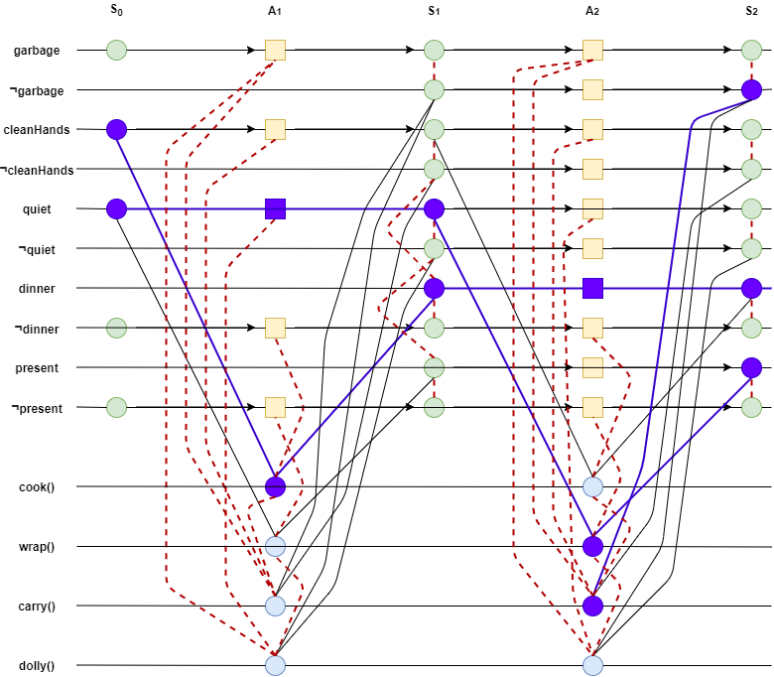 S₀ A₁ S₁ A₂ S₂
garbage
¬garbage
cleanHands
¬cleanHands
quiet
¬quiet
dinner
¬dinner
present
¬present
cook()
wrap()
carry()
dolly()